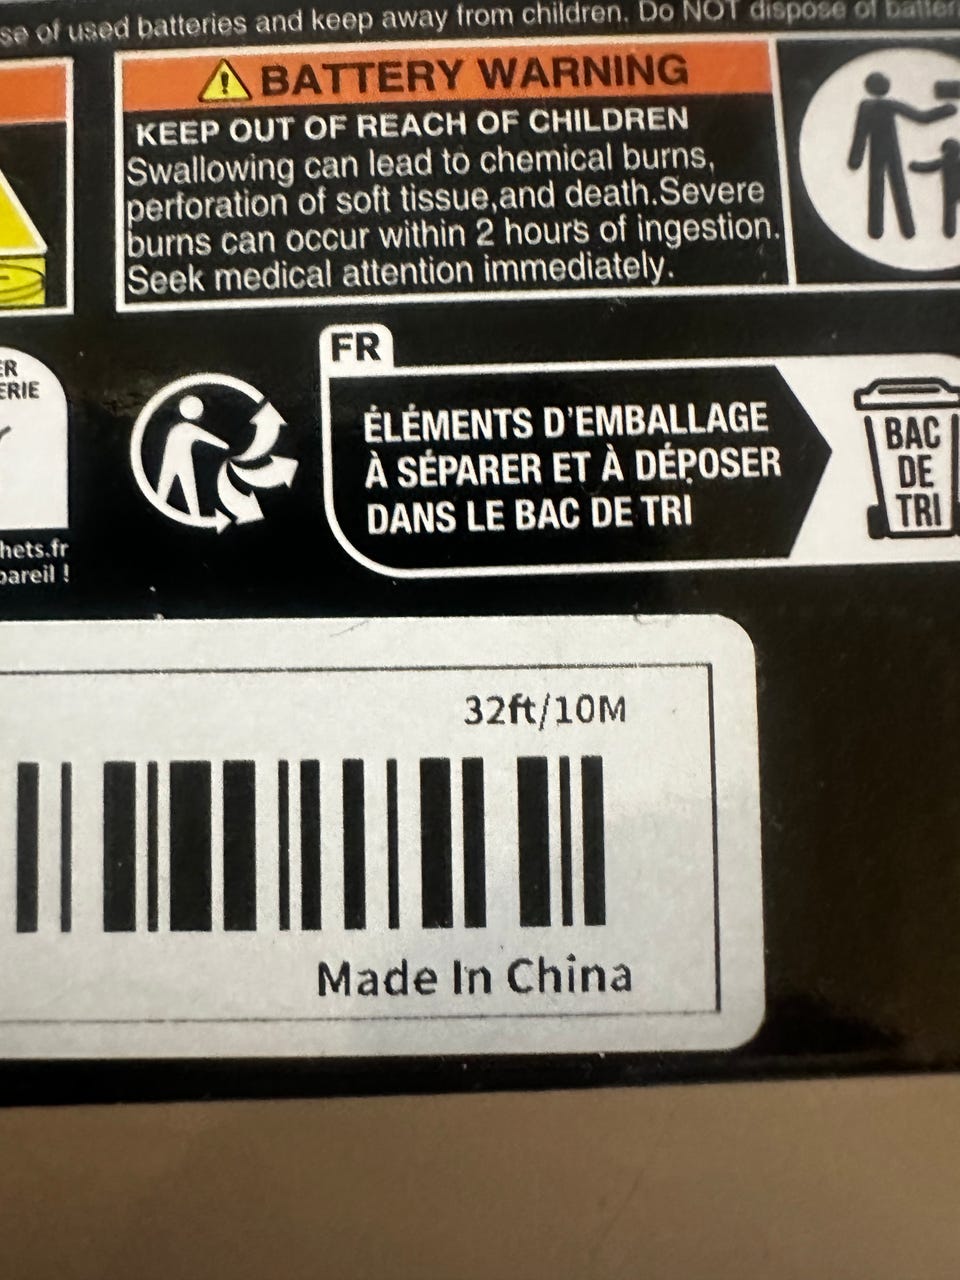 se of used batteries and keep away from children. Do NOT dispose of batter
BATTERY WARNING
KEEP OUT OF REACH OF CHILDREN
Swallowing can lead to chemical burns,
perforation of soft tissue,and death.Severe
burns can occur within 2 hours of ingestion.
Seek medical attention immediately.
ER
ERIE
hets.fr
pareil !
FR
ÉLÉMENTS D'EMBALLAGE
À SÉPARER ET À DÉPOSER
DANS LE BAC DE TRI
BAC
DE
TRI
32ft/10M
Made In China